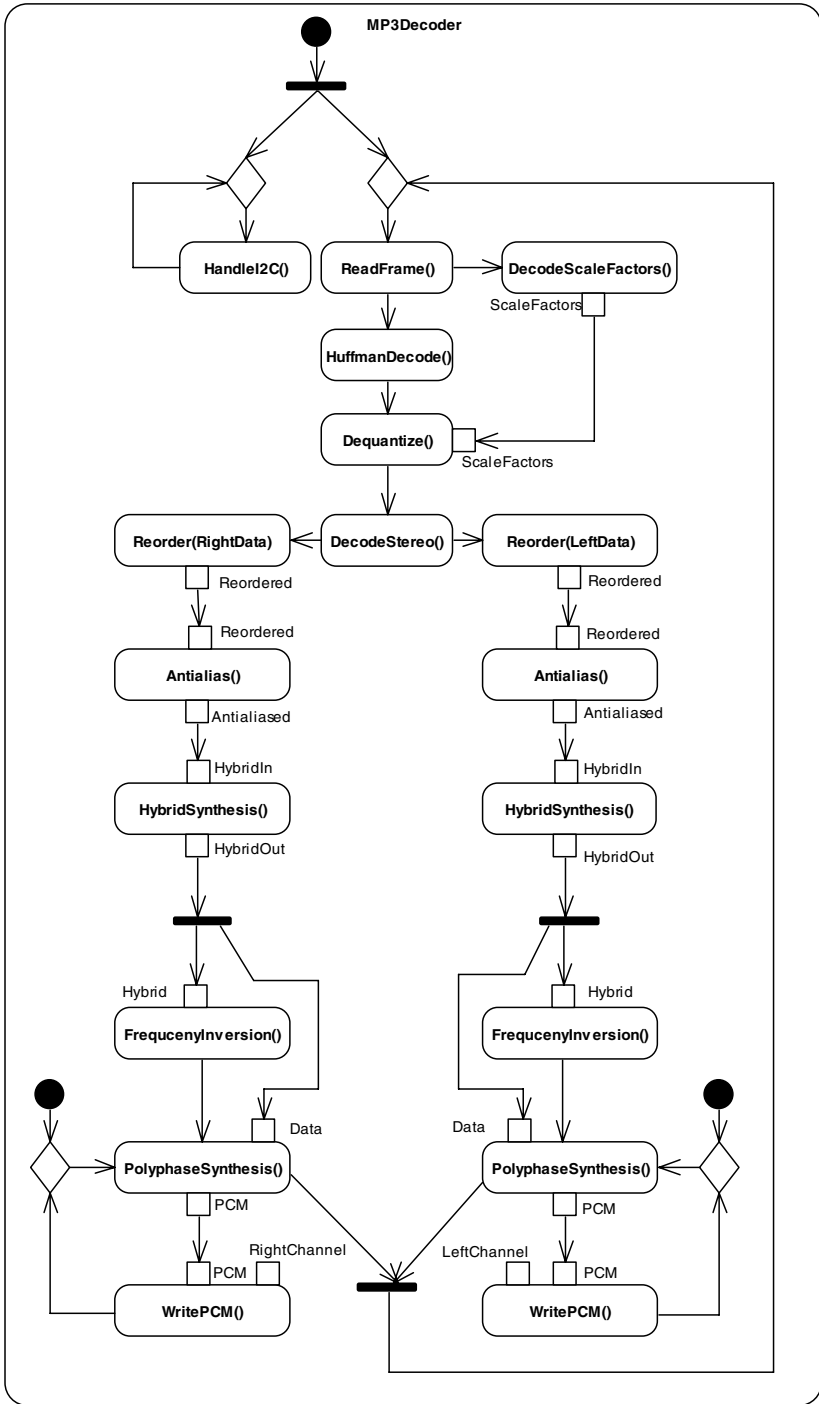 MP3Decoder
HandleI2C()
ReadFrame()
DecodeScaleFactors()
ScaleFactors
HuffmanDecode()
Dequantize()
ScaleFactors
Reorder(RightData)
DecodeStereo()
Reorder(LeftData)
Reordered
Reordered
Reordered
Reordered
Antialias()
Antialias()
Antialiased
Antialiased
HybridIn
HybridIn
HybridSynthesis()
HybridSynthesis()
HybridOut
HybridOut
Hybrid
Hybrid
FrequcenyInversion()
FrequcenyInversion()
Data
Data
PolyphaseSynthesis()
PolyphaseSynthesis()
PCM
PCM
RightChannel
LeftChannel
PCM
PCM
WritePCM()
WritePCM()